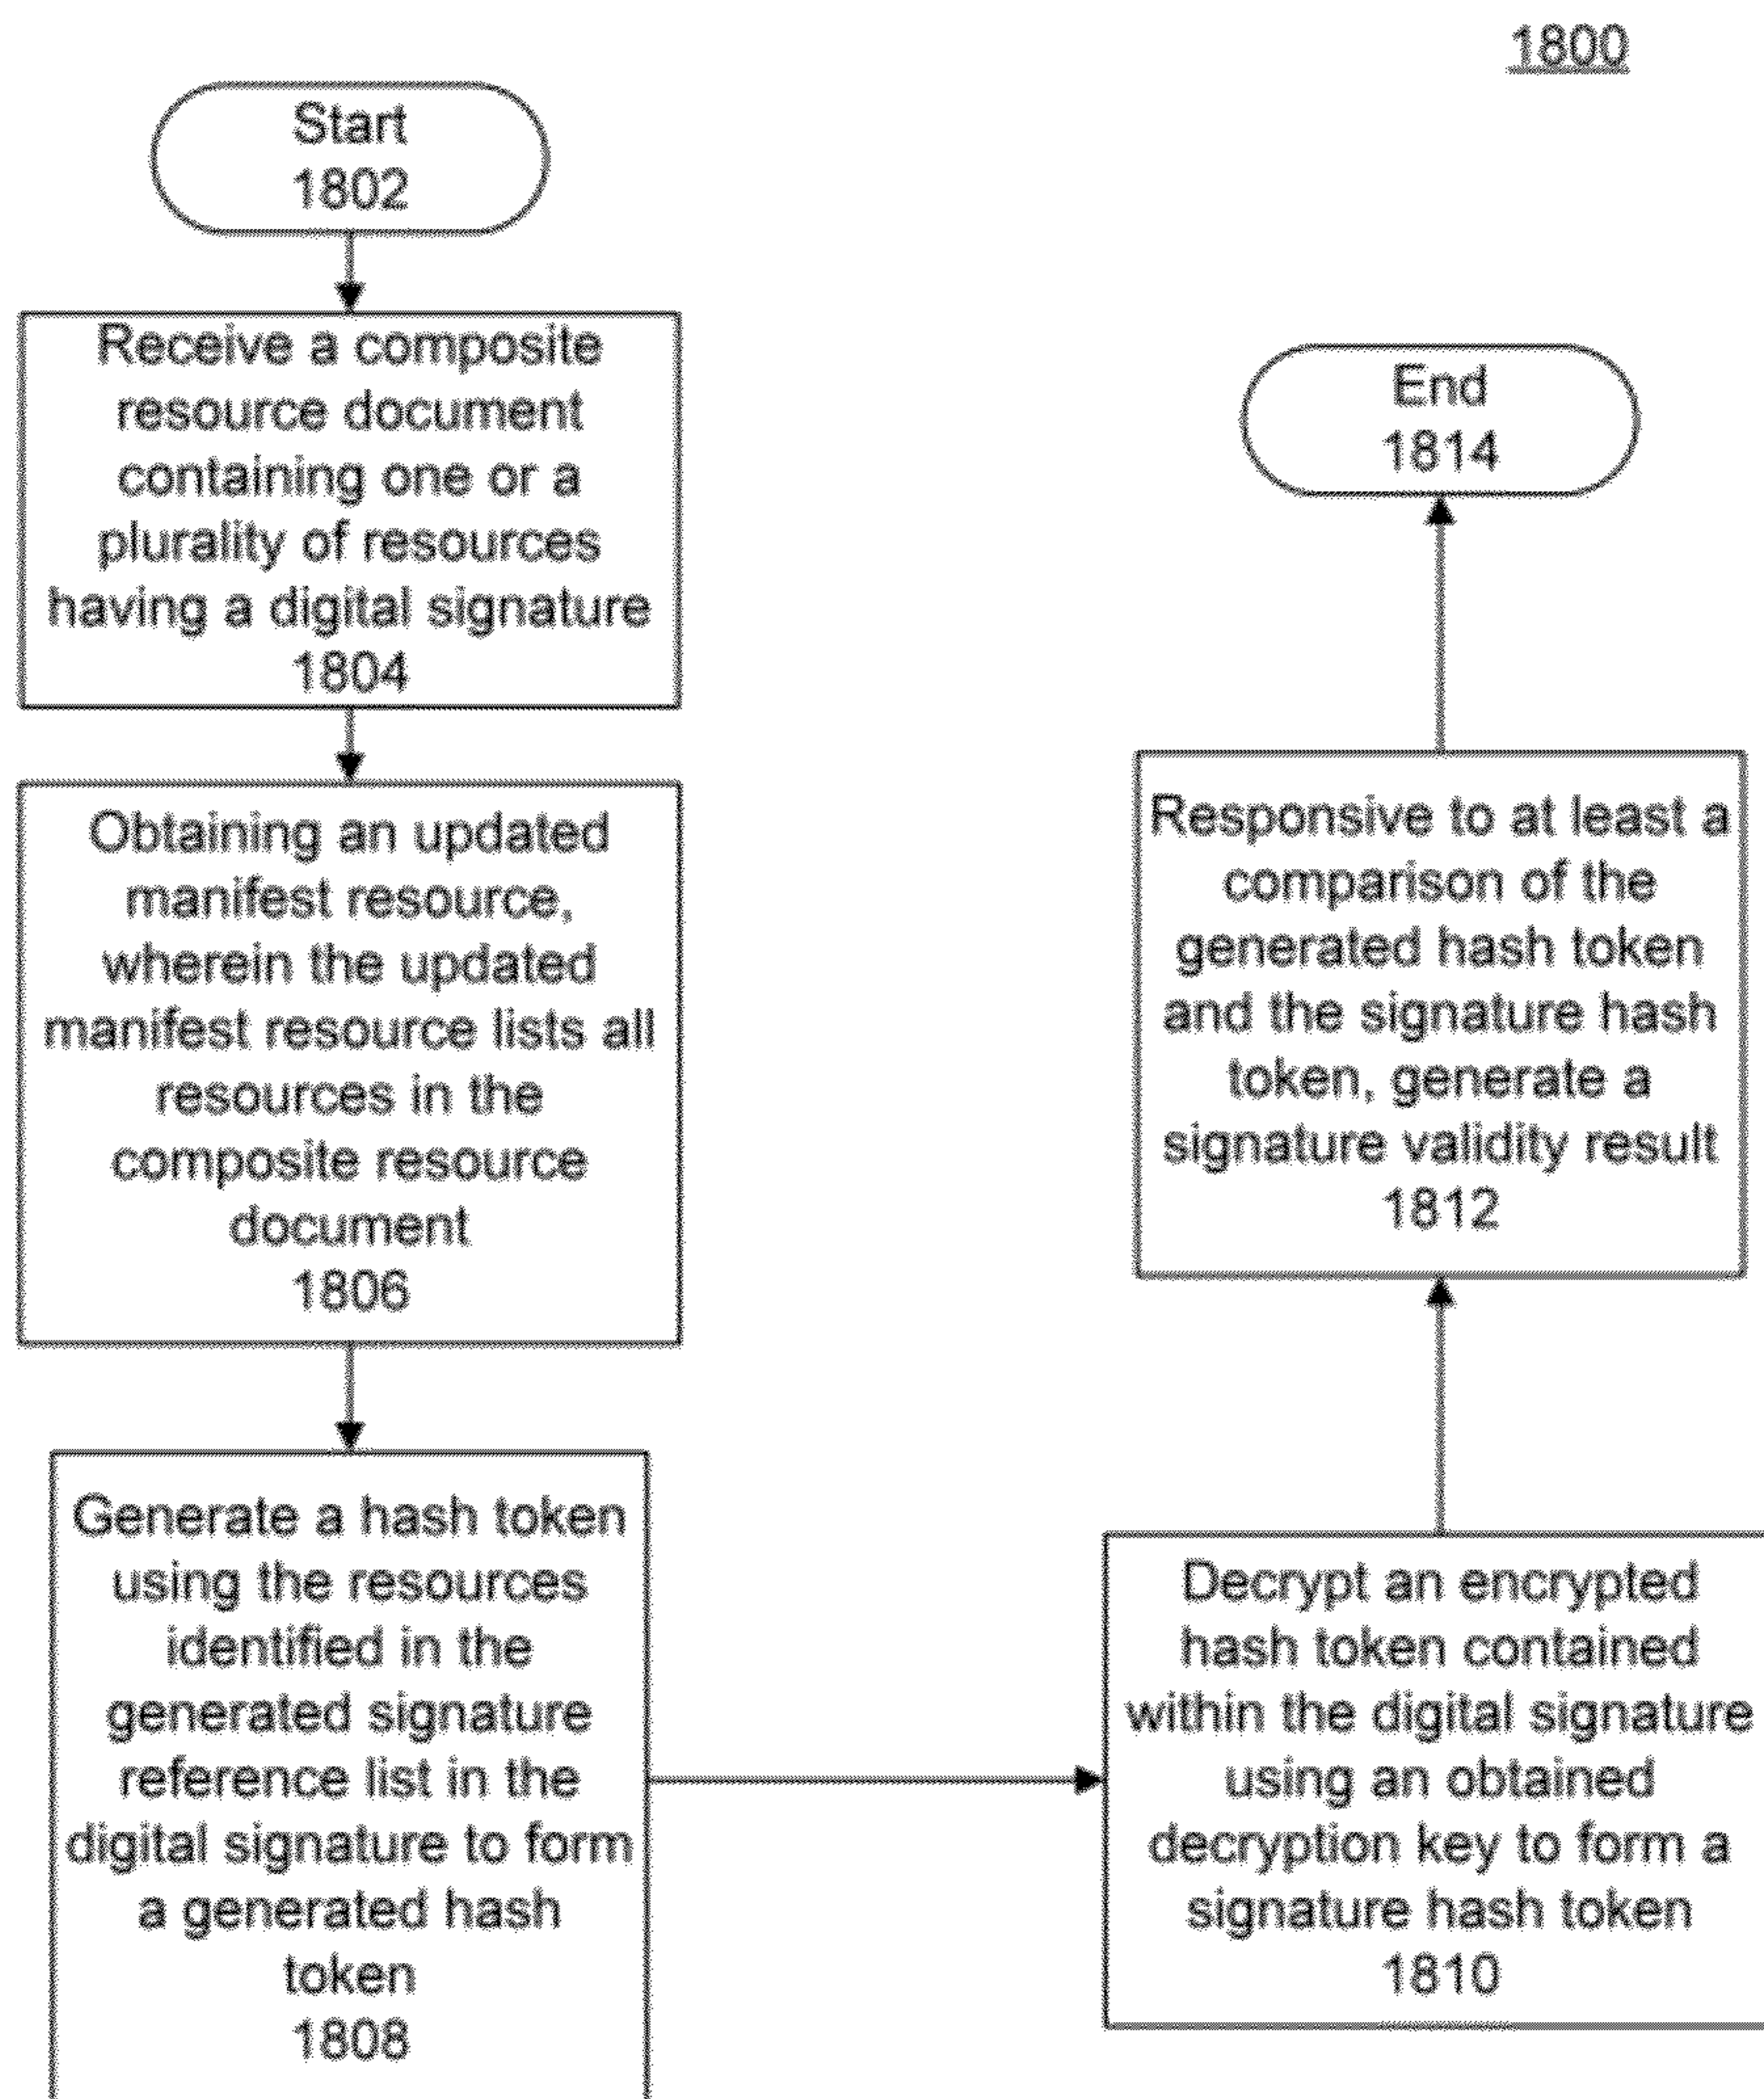 1800
Start
1802
Receive a composite
resource document
containing one or a
plurality of resources
having a digital signature
1804
Obtaining an updated
manifest resource,
wherein the updated
manifest resource lists all
resources in the
composite resource
document
1806
Generate a hash token
using the resources
identified in the
generated signature
reference list in the
digital signature to form
a generated hash
token
1808
Decrypt an encrypted
hash token contained
within the digital signature
using an obtained
decryption key to form a
signature hash token
1810
Responsive to at least a
comparison of the
generated hash token
and the signature hash
token, generate a
signature validity result
1812
End
1814